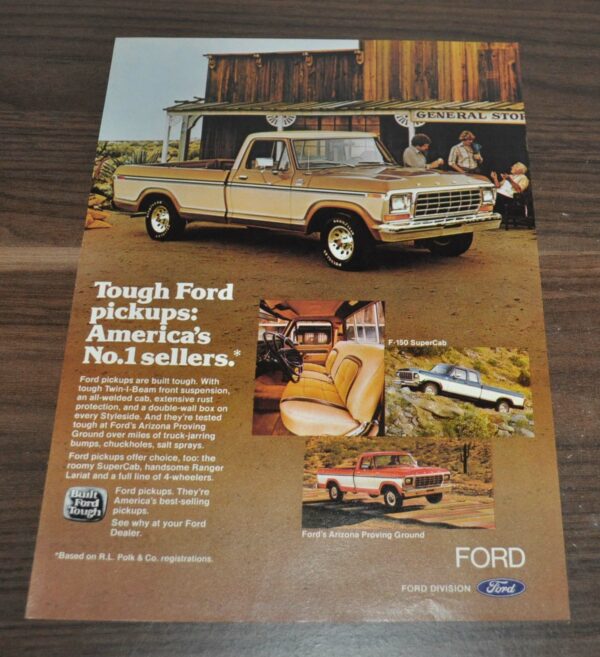 GENERAL STOR
Tough Ford
pickups:
America's
No.1 sellers.*
Ford pickups are built tough. With
tough Twin-I-Beam front suspension,
an all-welded cab, extensive rust
protection, and a double-wall box on
every Styleside. And they're tested
tough at Ford's Arizona Proving
Ground over miles of truck-jarring
bumps, chuckholes, salt sprays.
Ford pickups offer choice, too: the
roomy SuperCab, handsome Ranger
Lariat and a full line of 4-wheelers.
Built
Ford
Tough
Ford pickups. They're
America's best-selling
pickups.
See why at your Ford
Dealer.
*Based on R.L. Polk & Co. registrations.
F-150 SuperCab
Ford's Arizona Proving Ground
FORD
FORD DIVISION
Ford